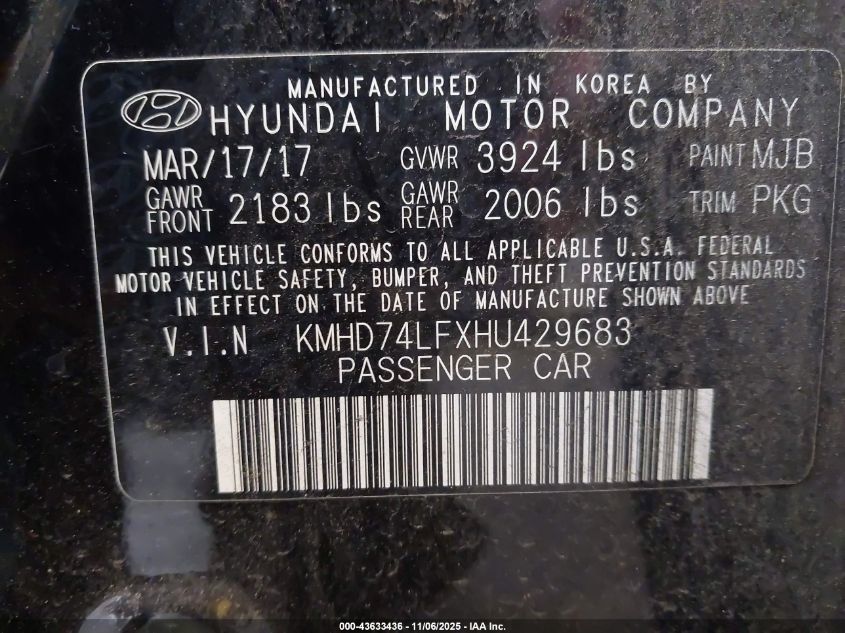 MANUFACTURED IN KOREA BY
HYUNDAI MOTOR COMPANY
MAR/17/17 GVWR 3924 lbs PAINT MJB
GAWR FRONT 2183 lbs GAWR REAR 2006 lbs TRIM PKG
THIS VEHICLE CONFORMS TO ALL APPLICABLE U.S.A. FEDERAL
MOTOR VEHICLE SAFETY, BUMPER, AND THEFT PREVENTION STANDARDS
IN EFFECT ON THE DATE OF MANUFACTURE SHOWN ABOVE
V.I.N KMHD74LFXHU429683
PASSENGER CAR
000-43633436 - 11/06/2025 - IAA Inc.